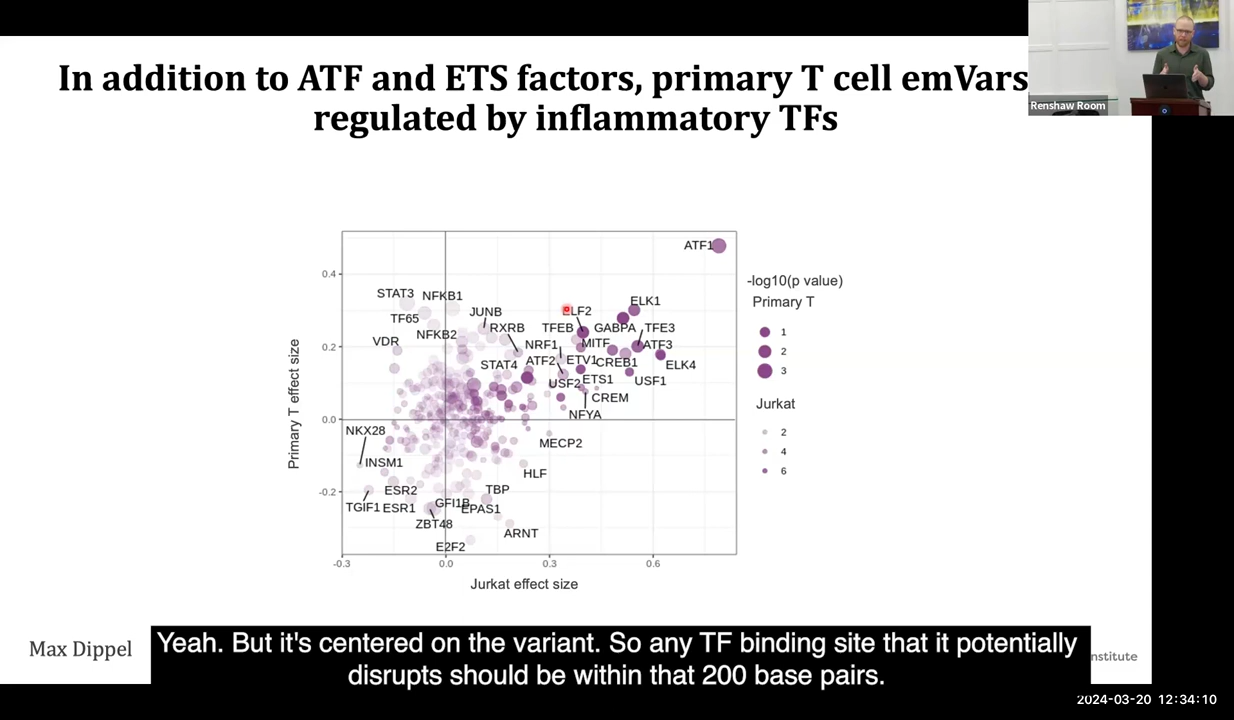 In addition to ATF and ETS factors, primary T cell emVars
regulated by inflammatory TFs
Renshaw Room
ATF1
-log10(p value)
Primary T
1
2
3
Jurkat
2
4
6
0.4
0.2
0.0
-0.2
Primary T effect size
STAT3
NFKB1
TF65
NFKB2
VDR
JUNB
RXRB
STAT4
ELF2
ELK1
TFEB
GABPA
TFE3
NRF1
MITF
ATF3
ATF2
ETV1
CREB1
ELK4
USF2
ETS1
USF1
CREM
NFYA
NKX28
INSM1
MECP2
HLF
ESR2
TBP
TGIF1
ESR1
GFI1B
EPAS1
ZBT48
ARNT
E2F2
-0.3
0.0
0.3
0.6
Jurkat effect size
Max Dippel
nstitute
Yeah. But it's centered on the variant. So any TF binding site that it potentially
disrupts should be within that 200 base pairs.
2024-03-20 12:34:10